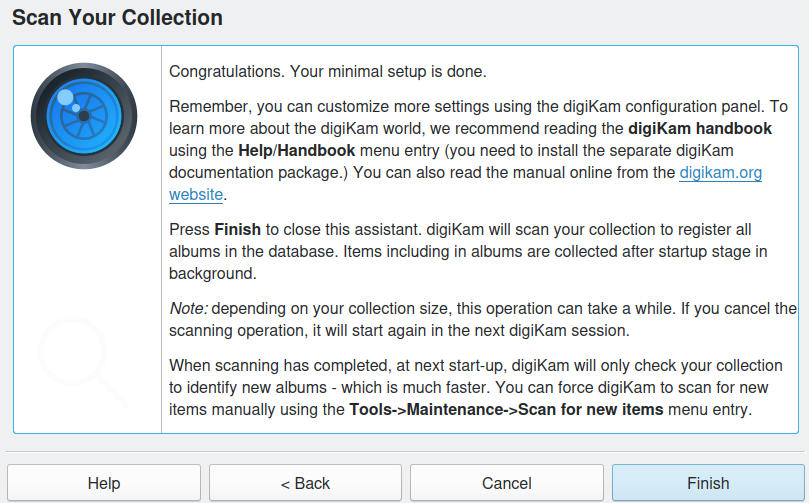 Scan Your Collection
Congratulations. Your minimal setup is done.
Remember, you can customize more settings using the digiKam configuration panel. To
learn more about the digiKam world, we recommend reading the digiKam handbook
using the Help/Handbook menu entry (you need to install the separate digiKam
documentation package.) You can also read the manual online from the digikam.org
website.
Press Finish to close this assistant. digiKam will scan your collection to register all
albums in the database. Items including in albums are collected after startup stage in
background.
Note: depending on your collection size, this operation can take a while. If you cancel the
scanning operation, it will start again in the next digiKam session.
When scanning has completed, at next start-up, digiKam will only check your collection
to identify new albums - which is much faster. You can force digiKam to scan for new
items manually using the Tools->Maintenance->Scan for new items menu entry.
Help
< Back
Cancel
Finish